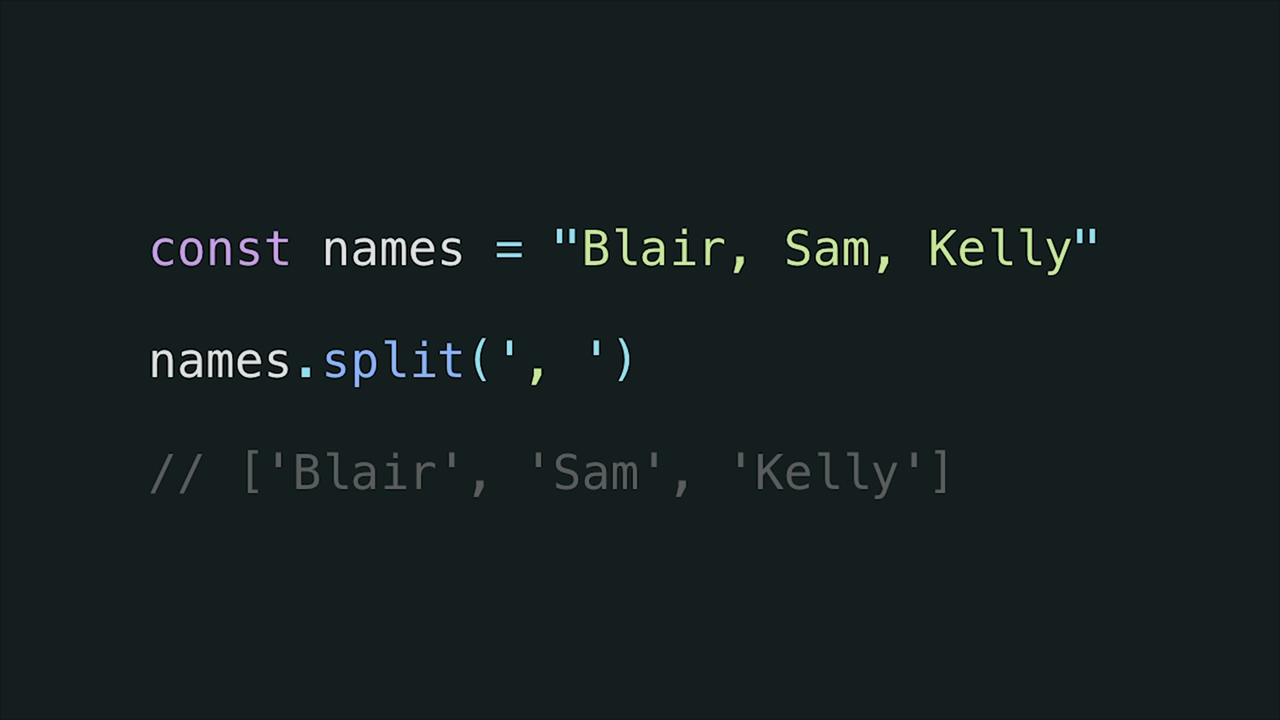 const names = "Blair, Sam, Kelly"
names.split(', ')
// ['Blair', 'Sam', 'Kelly']